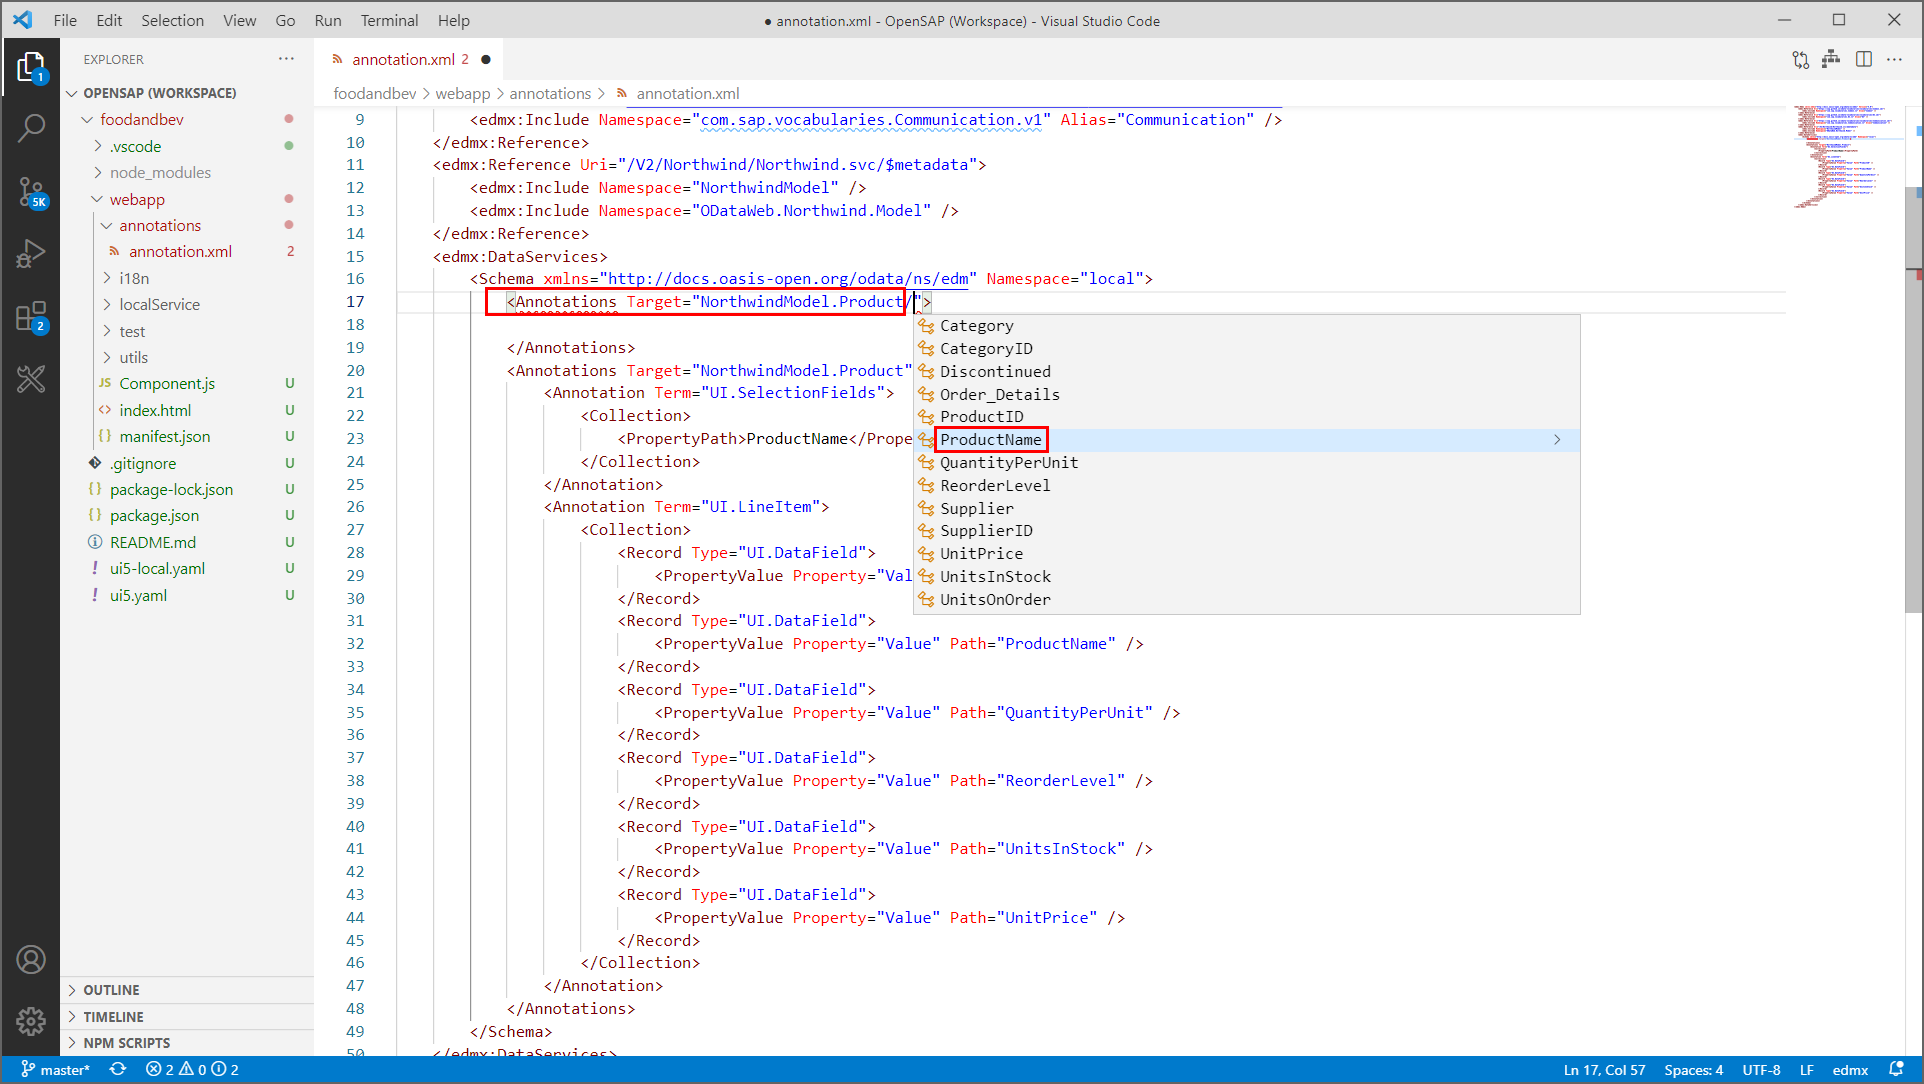 File Edit Selection View Go Run Terminal Help
● annotation.xml - OpenSAP (Workspace) - Visual Studio Code
EXPLORER ···
annotation.xml 2 ●
foodandbev > webapp > annotations > annotation.xml
1
5K
2
OPENSAP (WORKSPACE)
foodandbev
.vscode
node_modules
webapp
annotations
annotation.xml 2
i18n
localService
test
utils
JS Component.js U
<> index.html U
{} manifest.json U
.gitignore U
{} package-lock.json U
{} package.json U
README.md U
! ui5-local.yaml U
! ui5.yaml U
OUTLINE
TIMELINE
NPM SCRIPTS
9 <edmx:Include Namespace="com.sap.vocabularies.Communication.v1" Alias="Communication" />
10 </edmx:Reference>
11 <edmx:Reference Uri="/V2/Northwind/Northwind.svc/$metadata">
12 <edmx:Include Namespace="NorthwindModel" />
13 <edmx:Include Namespace="ODataWeb.Northwind.Model" />
14 </edmx:Reference>
15 <edmx:DataServices>
16 <Schema xmlns="http://docs.oasis-open.org/odata/ns/edm" Namespace="local">
17 <Annotations Target="NorthwindModel.Product/">
18
19 </Annotations>
20 <Annotations Target="NorthwindModel.Product"
21 <Annotation Term="UI.SelectionFields">
22 <Collection>
23 <PropertyPath>ProductName</Prope
24 </Collection>
25 </Annotation>
26 <Annotation Term="UI.LineItem">
27 <Collection>
28 <Record Type="UI.DataField">
29 <PropertyValue Property="Val
30 </Record>
31 <Record Type="UI.DataField">
32 <PropertyValue Property="Value" Path="ProductName" />
33 </Record>
34 <Record Type="UI.DataField">
35 <PropertyValue Property="Value" Path="QuantityPerUnit" />
36 </Record>
37 <Record Type="UI.DataField">
38 <PropertyValue Property="Value" Path="ReorderLevel" />
39 </Record>
40 <Record Type="UI.DataField">
41 <PropertyValue Property="Value" Path="UnitsInStock" />
42 </Record>
43 <Record Type="UI.DataField">
44 <PropertyValue Property="Value" Path="UnitPrice" />
45 </Record>
46 </Collection>
47 </Annotation>
48 </Annotations>
49 </Schema>
50 </edmx:DataServices>
Category
CategoryID
Discontinued
Order_Details
ProductID
ProductName
QuantityPerUnit
ReorderLevel
Supplier
SupplierID
UnitPrice
UnitsInStock
UnitsOnOrder
master* 2 0 2 Ln 17, Col 57 Spaces: 4 UTF-8 LF edmx